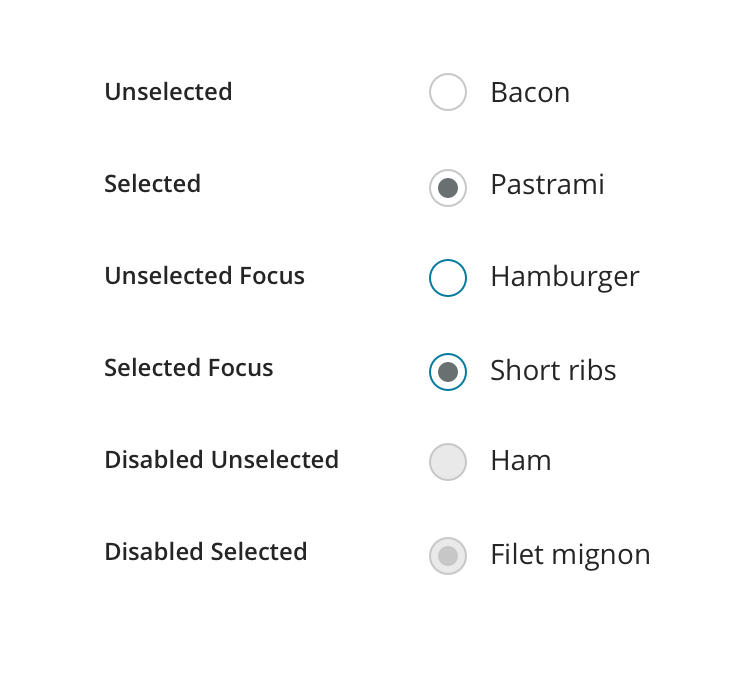 Unselected Bacon
Selected Pastrami
Unselected Focus Hamburger
Selected Focus Short ribs
Disabled Unselected Ham
Disabled Selected Filet mignon